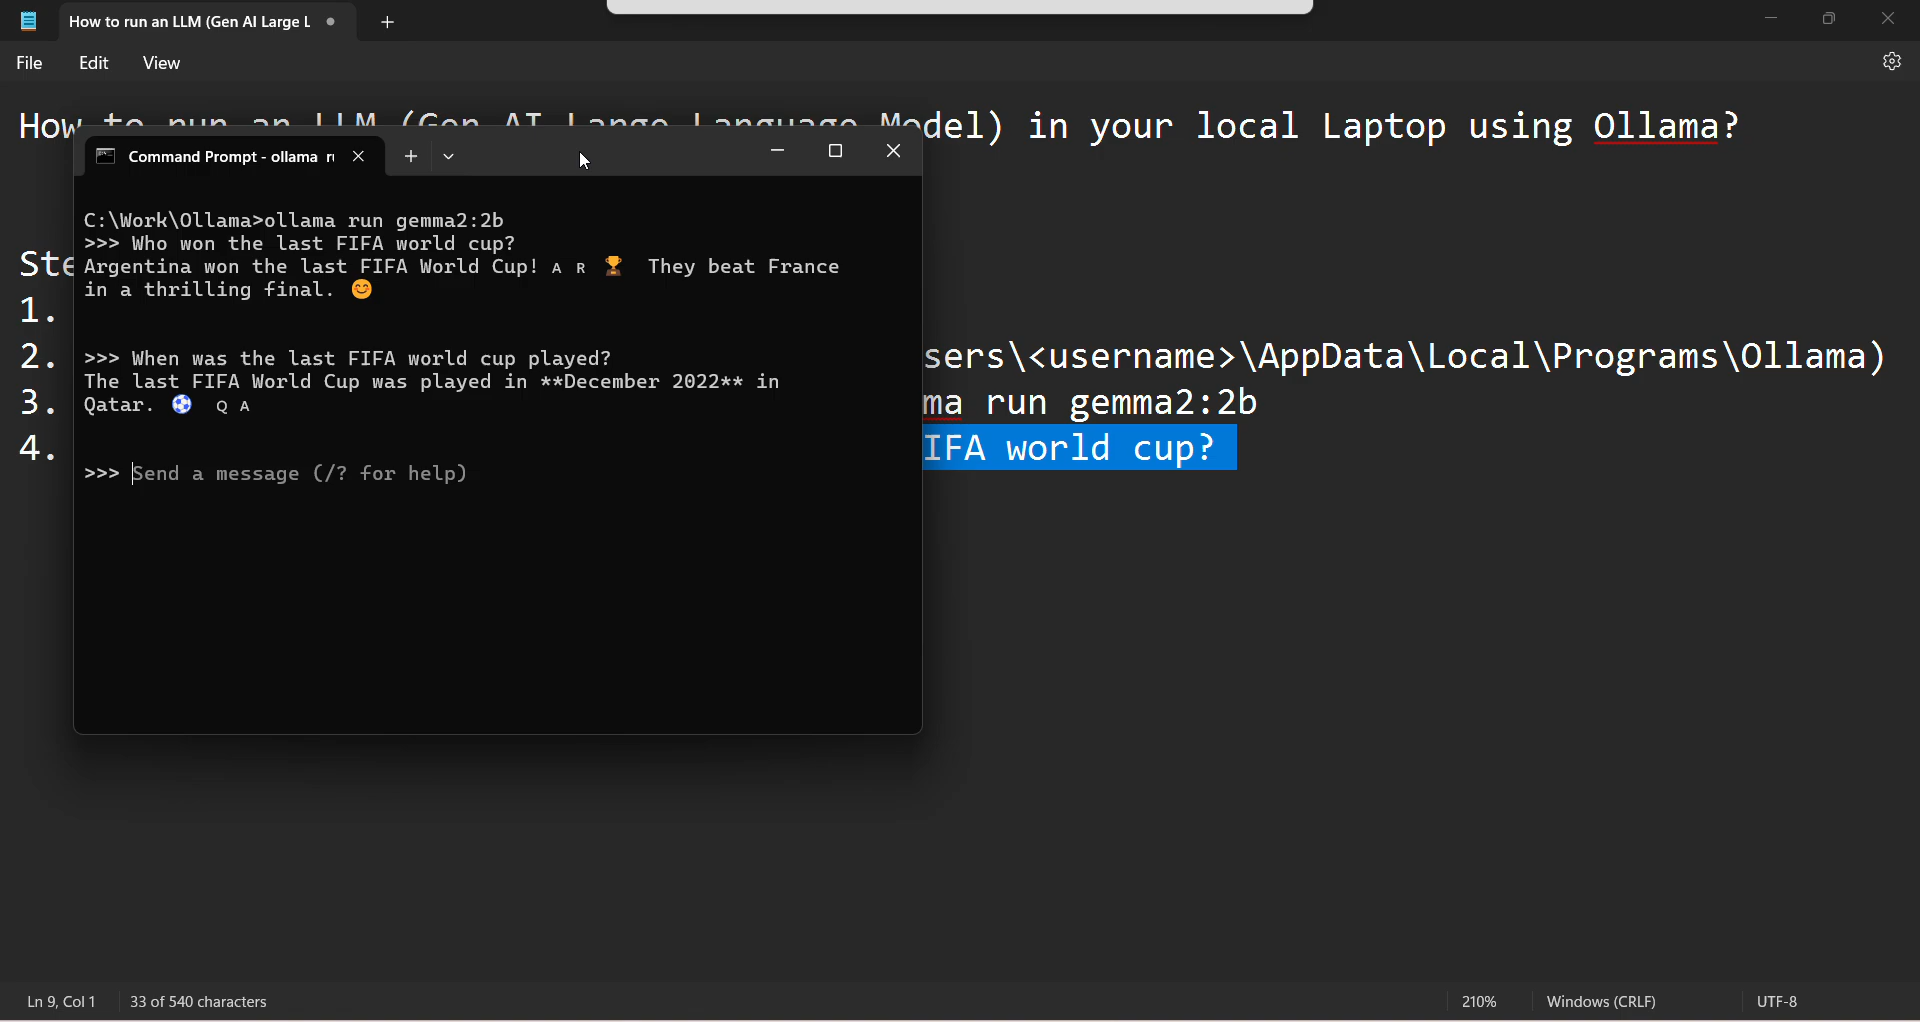 How to run an LLM (Gen AI Large L
File Edit View
How to run an LLM (Gen AI Large Language Model) in your local Laptop using Ollama?
Command Prompt - ollama
C:\Work\Ollama>ollama run gemma2:2b
>>> Who won the last FIFA world cup?
Argentina won the last FIFA World Cup! A R 🏆 They beat France
in a thrilling final. 😊
>>> When was the last FIFA world cup played?
The last FIFA World Cup was played in **December 2022** in
Qatar. ⚽ Q A
>>> Send a message (/? for help)
Ste
1.
2. sers\<username>\AppData\Local\Programs\Ollama)
3. ma run gemma2:2b
4. IFA world cup?
Ln 9, Col 1 33 of 540 characters 210% Windows (CRLF) UTF-8